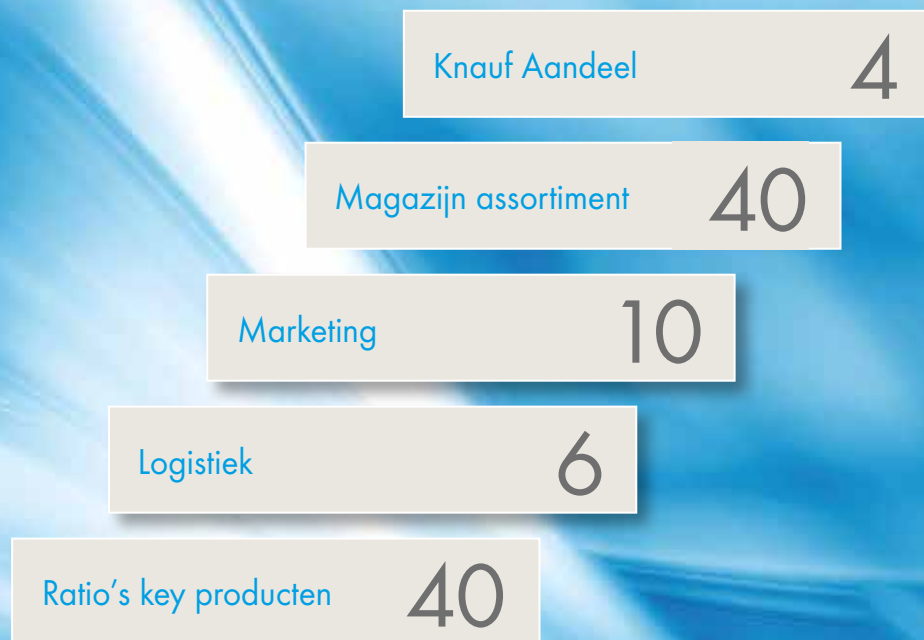 Knauf Aandeel 4
Magazijn assortiment 40
Marketing 10
Logistiek 6
Ratio's key producten 40